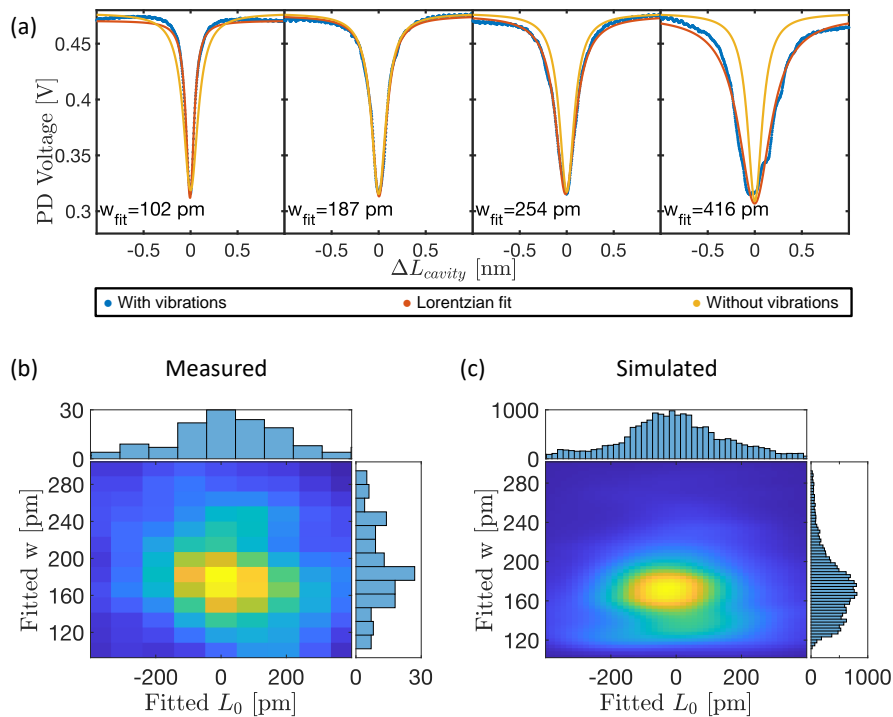 (a)
PD Voltage [V]
0.45
0.4
0.35
0.3
w_fit=102 pm
w_fit=187 pm
w_fit=254 pm
w_fit=416 pm
-0.5 0 0.5 -0.5 0 0.5 -0.5 0 0.5 -0.5 0 0.5
ΔL_cavity [nm]
With vibrations Lorentzian fit Without vibrations
(b) Measured
30
0
Fitted w [pm]
280
240
200
160
120
-200 0 200
0 30
Fitted L_0 [pm]
(c) Simulated
1000
0
Fitted w [pm]
280
200
160
120
-200 0 200
0 1000
Fitted L_0 [pm]